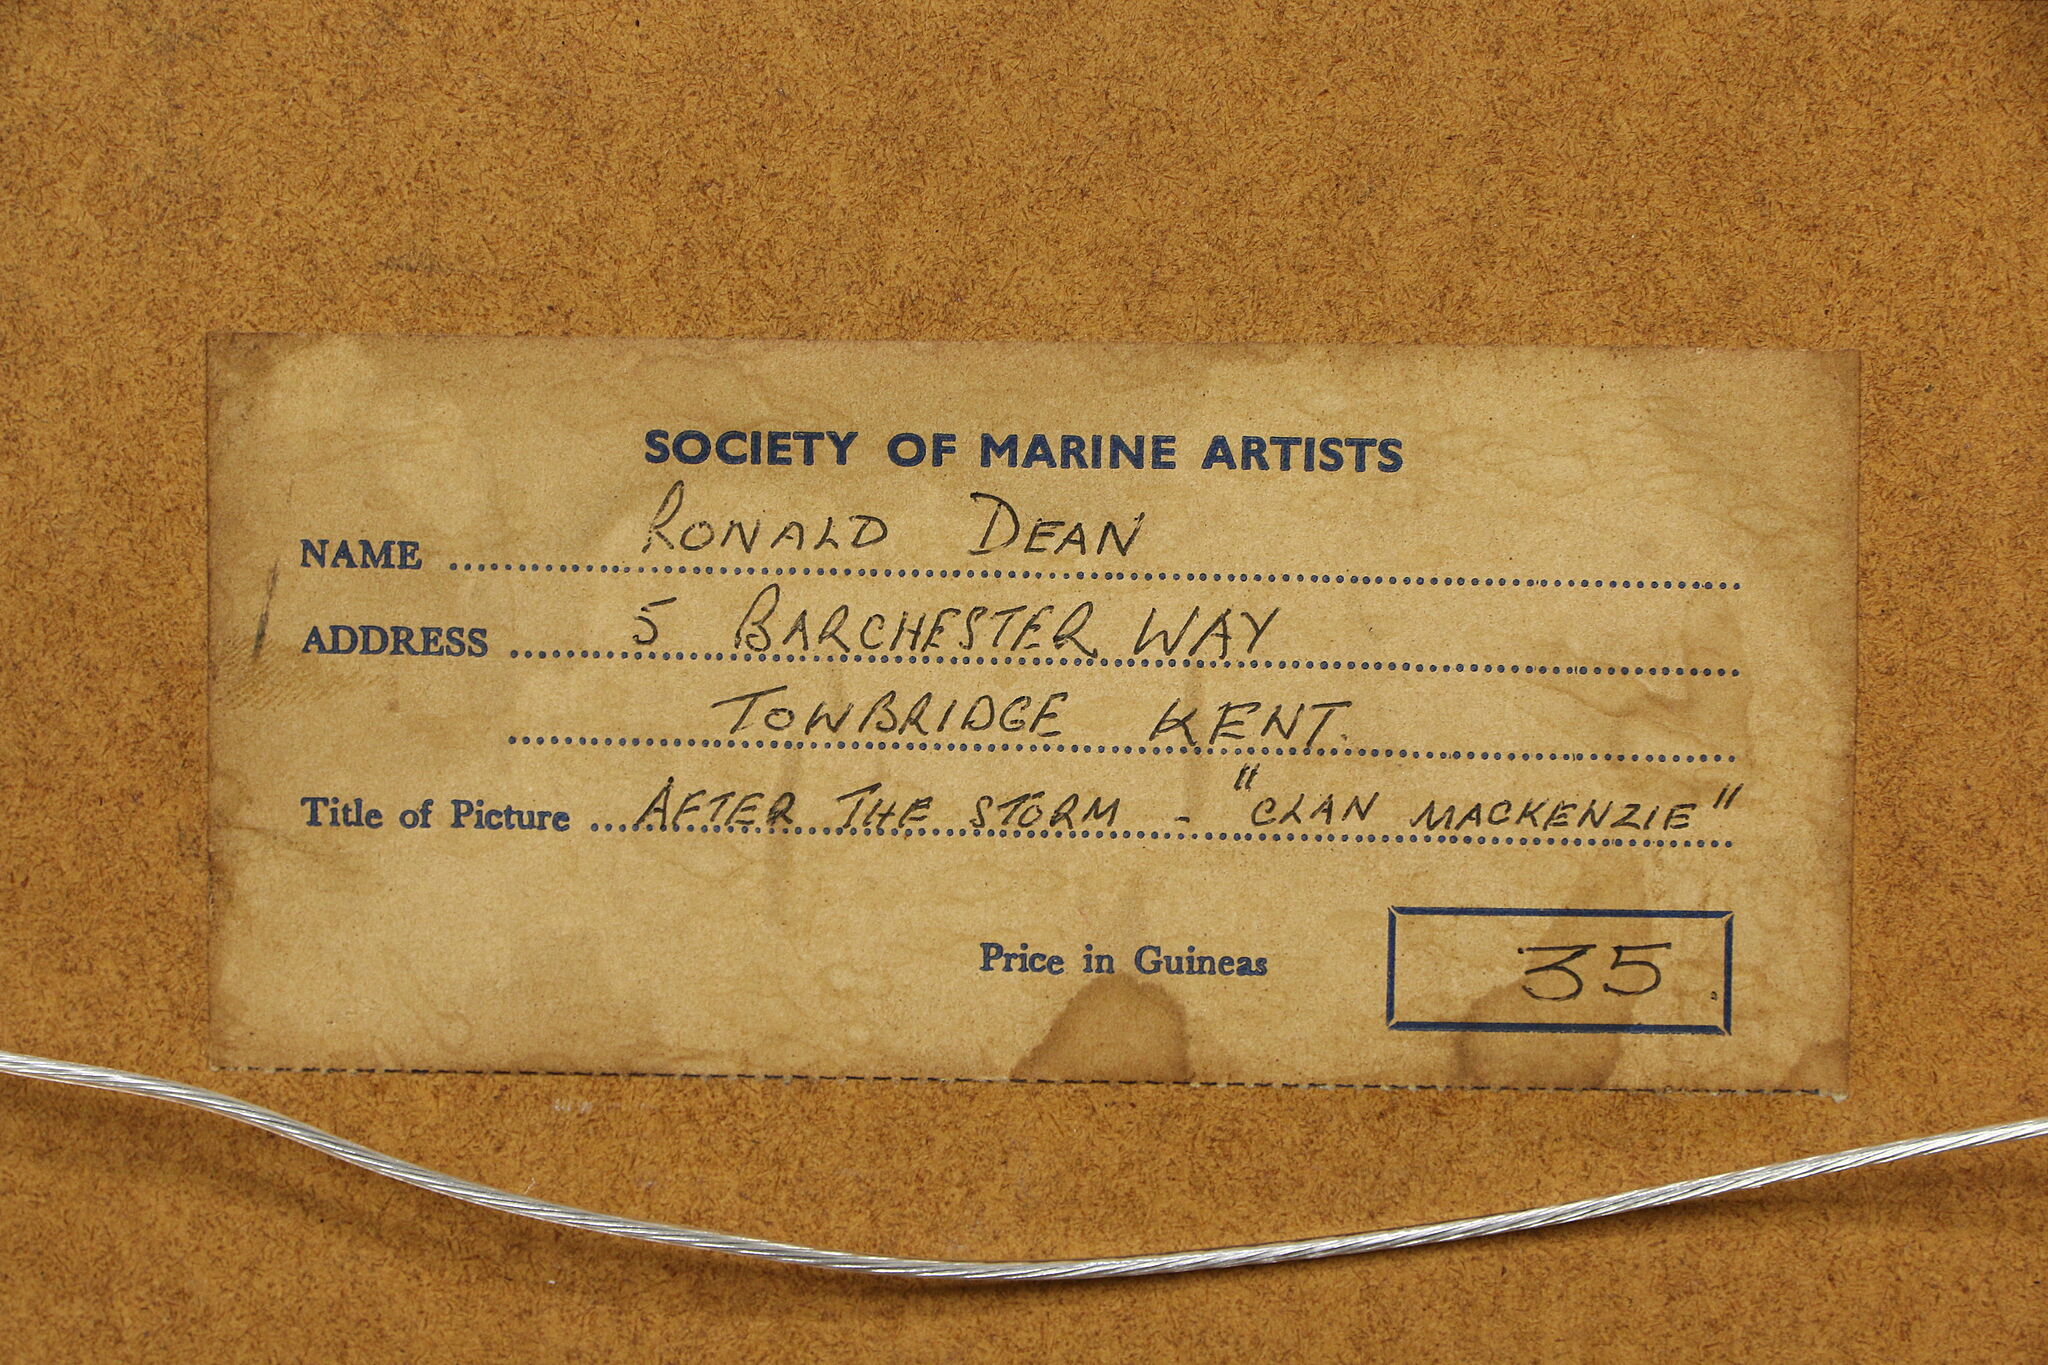 SOCIETY OF MARINE ARTISTS
NAME RONALD DEAN
ADDRESS 5 BARCHESTER WAY
TOWBRIDGE KENT.
Title of Picture AFTER THE STORM - "CLAN MACKENZIE"
Price in Guineas 35.